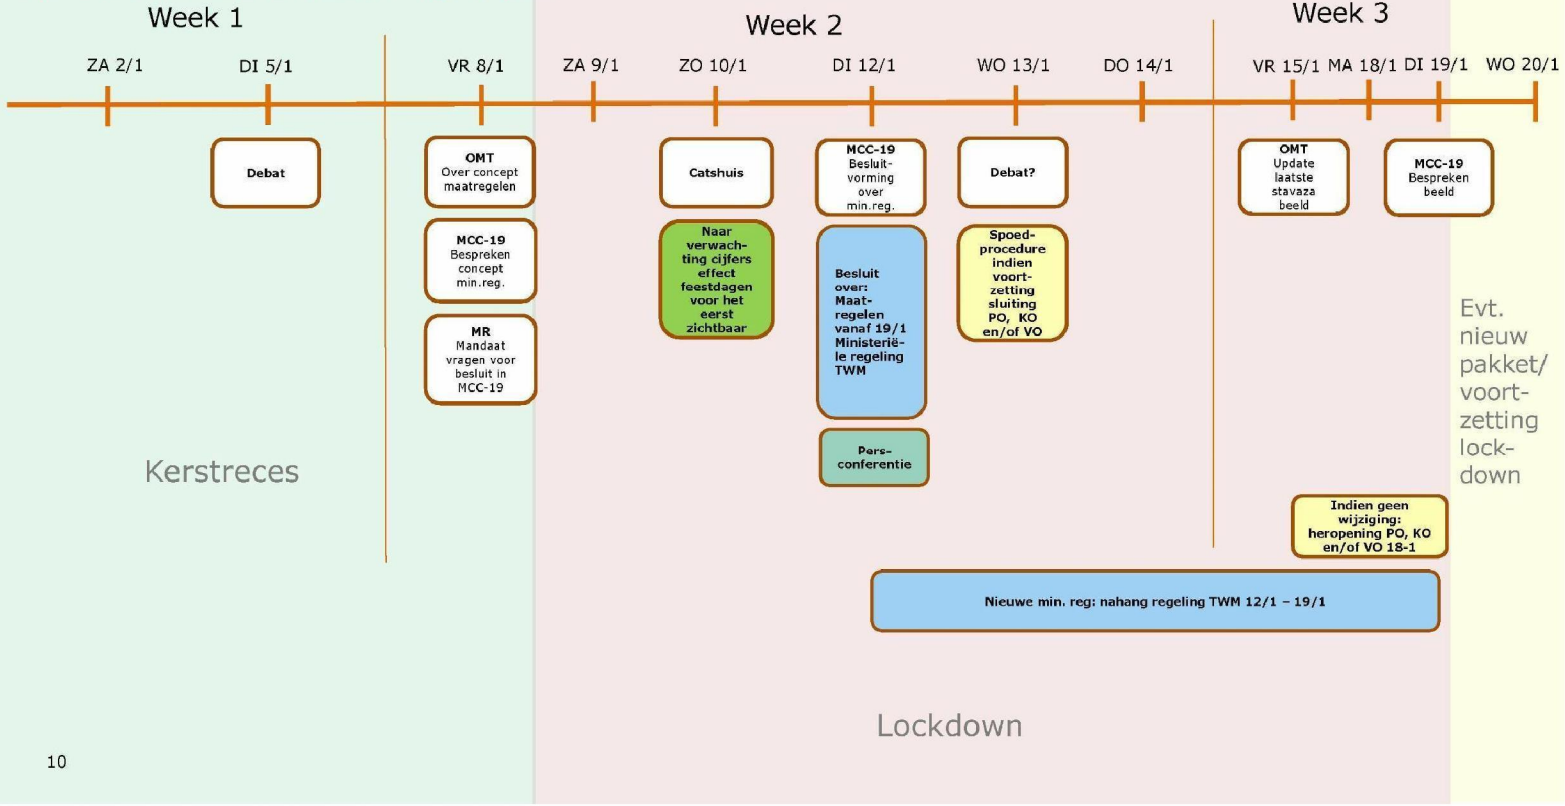 Week 1
Week 2
Week 3
ZA 2/1
DI 5/1
VR 8/1
ZA 9/1
ZO 10/1
DI 12/1
WO 13/1
DO 14/1
VR 15/1
MA 18/1
DI 19/1
WO 20/1
Debat
OMT
Over concept
maatregelen
MCC-19
Bespreken
concept
min.reg.
MR
Mandaat
vragen voor
besluit in
MCC-19
Catshuis
Naar
verwach-
ting cijfers
effect
feestdagen
voor het
eerst
zichtbaar
MCC-19
Besluit-
vorming
over
min.reg.
Besluit
over:
Maat-
regelen
vanaf 19/1
Ministerië-
le regeling
TWM
Pers-
conferentie
Debat?
Spoed-
procedure
indien
voort-
zetting
sluiting
PO, KO
en/of VO
OMT
Update
laatste
stavaza
beeld
MCC-19
Bespreken
beeld
Indien geen
wijziging:
heropening PO, KO
en/of VO 18-1
Nieuwe min. reg: nahang regeling TWM 12/1 – 19/1
Evt.
nieuw
pakket/
voort-
zetting
lock-
down
Kerstreces
Lockdown
10